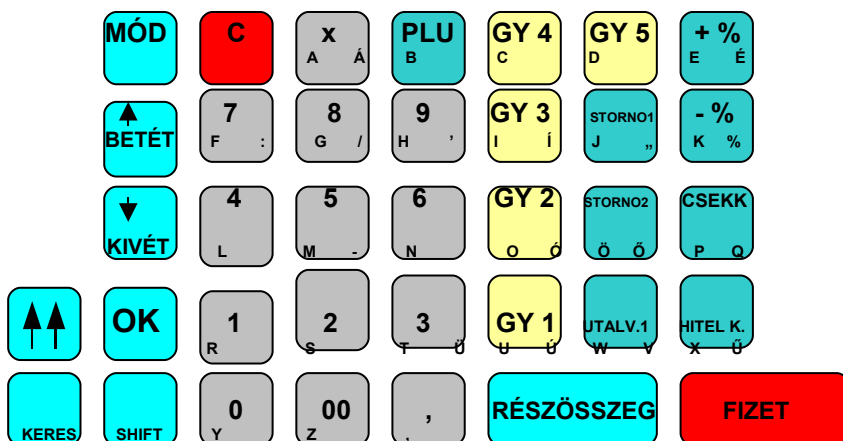 MÓD C x PLU GY 4 GY 5 + %
A Á B C D E É
7 8 9 GY 3 STORNO1 - %
BETÉT F : G / H ’ I Í J „ K %
4 5 6 GY 2 STORNO2 CSEKK
KIVÉT L M - N O Ó Ö Ő P Q
OK 1 2 3 GY 1 UTALV.1 HITEL K.
R S T Ü U Ú W V X Ű
0 00 , RÉSZÖSSZEG FIZET
KERES SHIFT Y Z ,